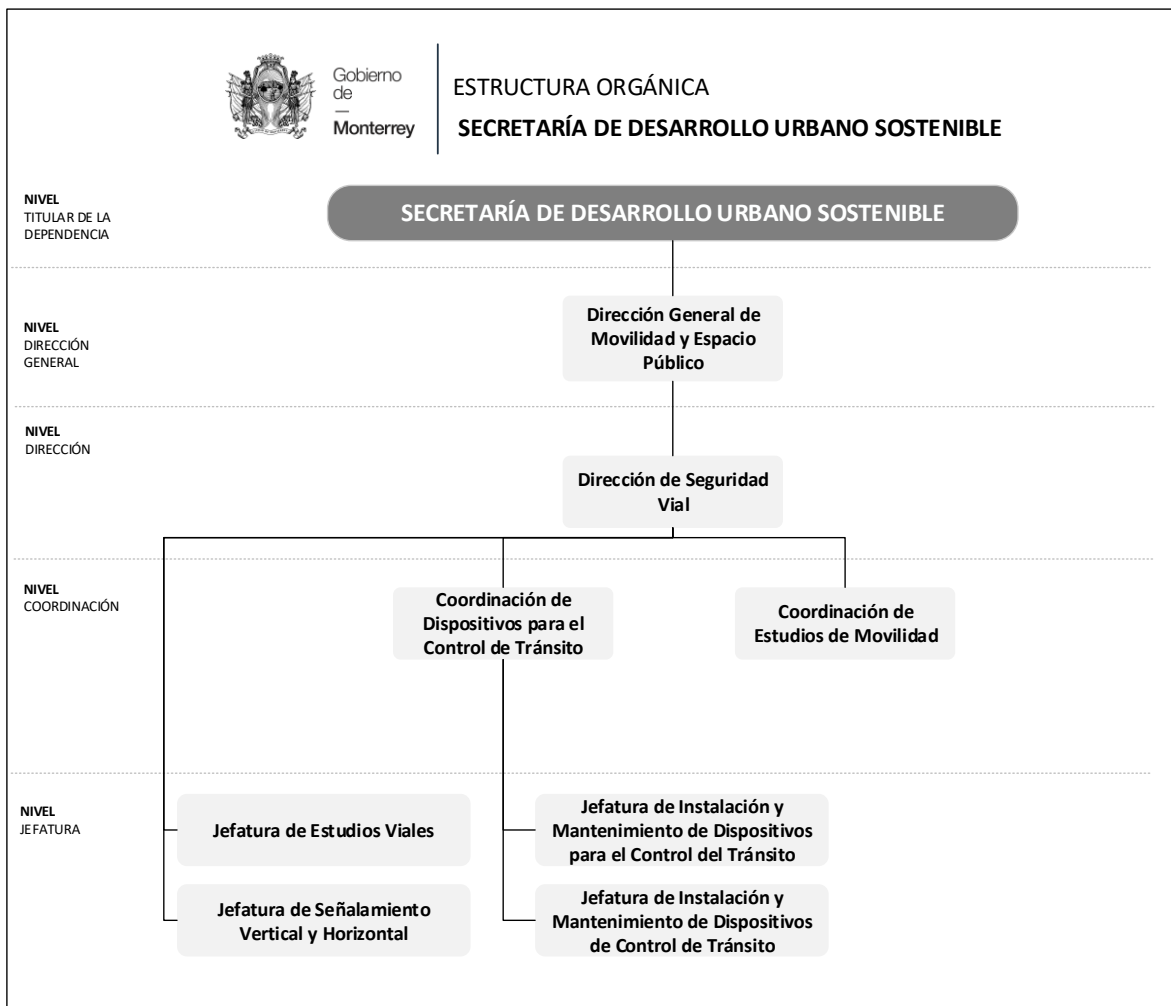 Gobierno
de
—
Monterrey
ESTRUCTURA ORGÁNICA
SECRETARÍA DE DESARROLLO URBANO SOSTENIBLE
NIVEL
TITULAR DE LA
DEPENDENCIA
SECRETARÍA DE DESARROLLO URBANO SOSTENIBLE
NIVEL
DIRECCIÓN
GENERAL
Dirección General de
Movilidad y Espacio
Público
NIVEL
DIRECCIÓN
Dirección de Seguridad
Vial
NIVEL
COORDINACIÓN
Coordinación de
Dispositivos para el
Control de Tránsito
Coordinación de
Estudios de Movilidad
NIVEL
JEFATURA
Jefatura de Estudios Viales
Jefatura de Instalación y
Mantenimiento de Dispositivos
para el Control del Tránsito
Jefatura de Señalamiento
Vertical y Horizontal
Jefatura de Instalación y
Mantenimiento de Dispositivos
de Control de Tránsito